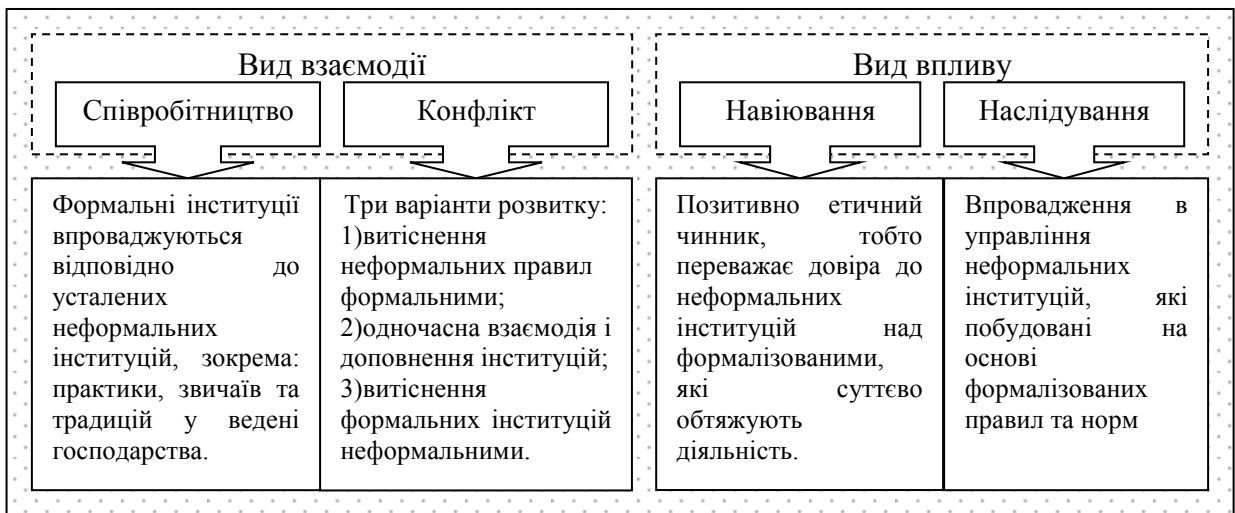 Вид взаємодії
Співробітництво
Конфлікт
Формальні інституції
впроваджуються
відповідно до
усталених
неформальних
інституцій, зокрема:
практики, звичаїв та
традицій у ведені
господарства.
Три варіанти розвитку:
1)витіснення
неформальних правил
формальними;
2)одночасна взаємодія і
доповнення інституцій;
3)витіснення
формальних інституцій
неформальними.
Вид впливу
Навіювання
Наслідування
Позитивно етичний
чинник, тобто
переважає довіра до
неформальних
інституцій над
формалізованими,
які суттєво
обтяжують
діяльність.
Впровадження в
управління
неформальних
інституцій, які
побудовані на
основі
формалізованих
правил та норм